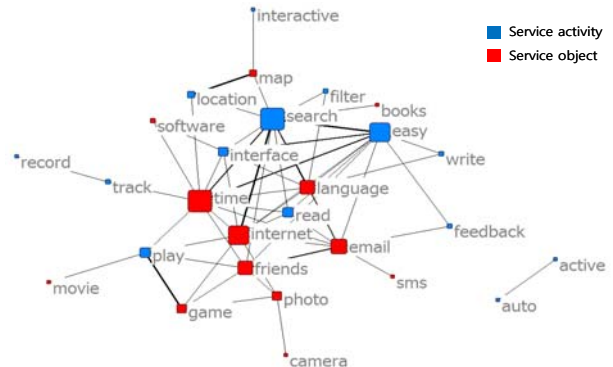 interactive
Service activity
Service object
map
location
filter
search
books
software
easy
interface
write
record
track
language
time
read
internet
feedback
play
email
friends
active
movie
sms
photo
game
auto
camera